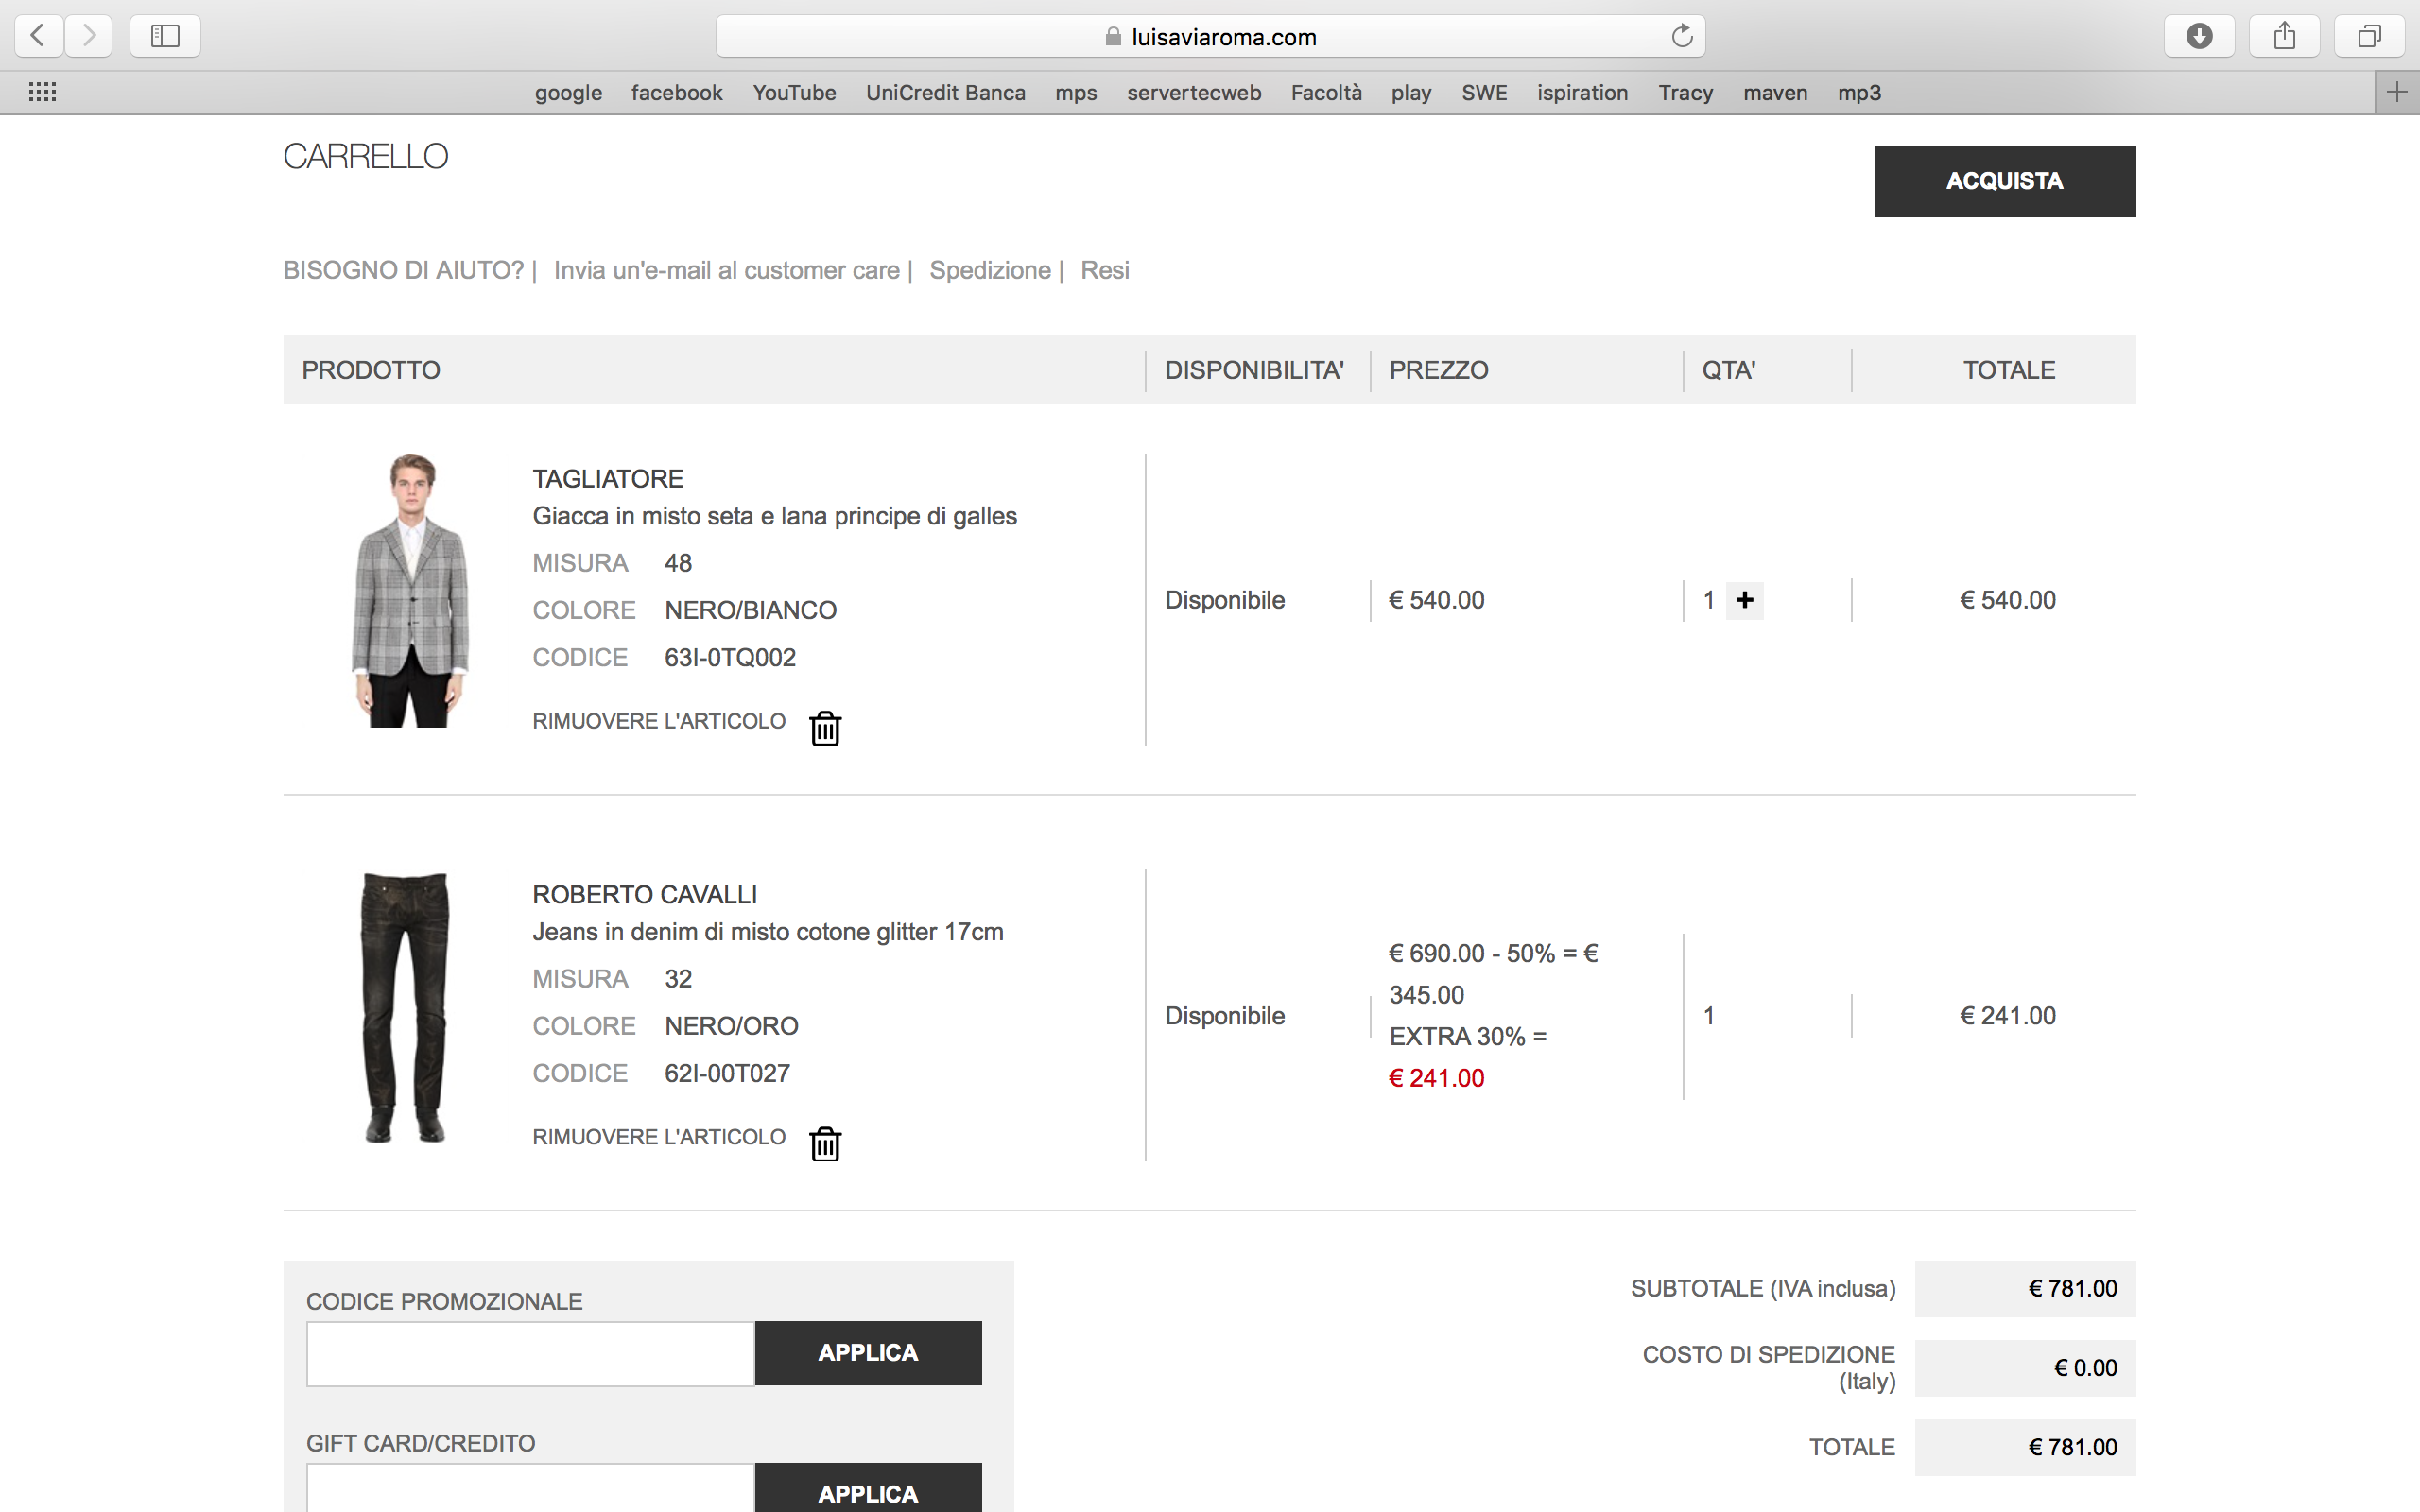 luisaviaroma.com
google facebook YouTube UniCredit Banca mps servertecweb Facoltà play SWE ispiration Tracy maven mp3
CARRELLO
ACQUISTA
BISOGNO DI AIUTO? | Invia un'e-mail al customer care | Spedizione | Resi
PRODOTTO DISPONIBILITA' PREZZO QTA' TOTALE
TAGLIATORE
Giacca in misto seta e lana principe di galles
MISURA 48
COLORE NERO/BIANCO
CODICE 63I-0TQ002
RIMUOVERE L'ARTICOLO
Disponibile € 540.00 1 + € 540.00
ROBERTO CAVALLI
Jeans in denim di misto cotone glitter 17cm
MISURA 32
COLORE NERO/ORO
CODICE 62I-00T027
RIMUOVERE L'ARTICOLO
Disponibile
€ 690.00 - 50% = €
345.00
EXTRA 30% =
€ 241.00
1 € 241.00
CODICE PROMOZIONALE
APPLICA
GIFT CARD/CREDITO
APPLICA
SUBTOTALE (IVA inclusa) € 781.00
COSTO DI SPEDIZIONE
(Italy) € 0.00
TOTALE € 781.00